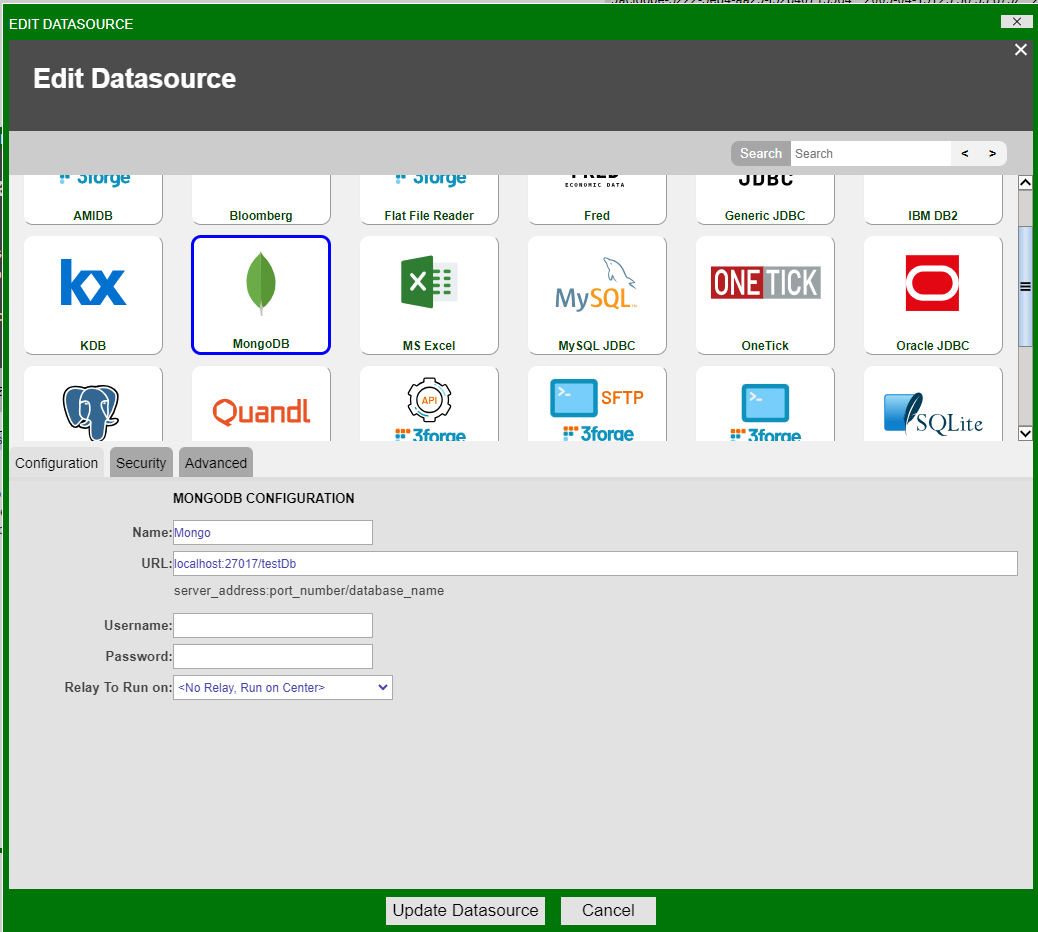 EDIT DATASOURCE
Edit Datasource
Search Search < >
3forge 3forge FRED JDBC
ECONOMIC DATA
AMIDB Bloomberg Flat File Reader Fred Generic JDBC IBM DB2
kx X MySQL ONETICK
KDB MongoDB MS Excel MySQL JDBC OneTick Oracle JDBC
Quandl API >_ SFTP >_ SQLite
3forge 3forge 3forge
Configuration Security Advanced
MONGODB CONFIGURATION
Name: Mongo
URL: localhost:27017/testDb
server_address:port_number/database_name
Username:
Password:
Relay To Run on: <No Relay, Run on Center>
Update Datasource Cancel